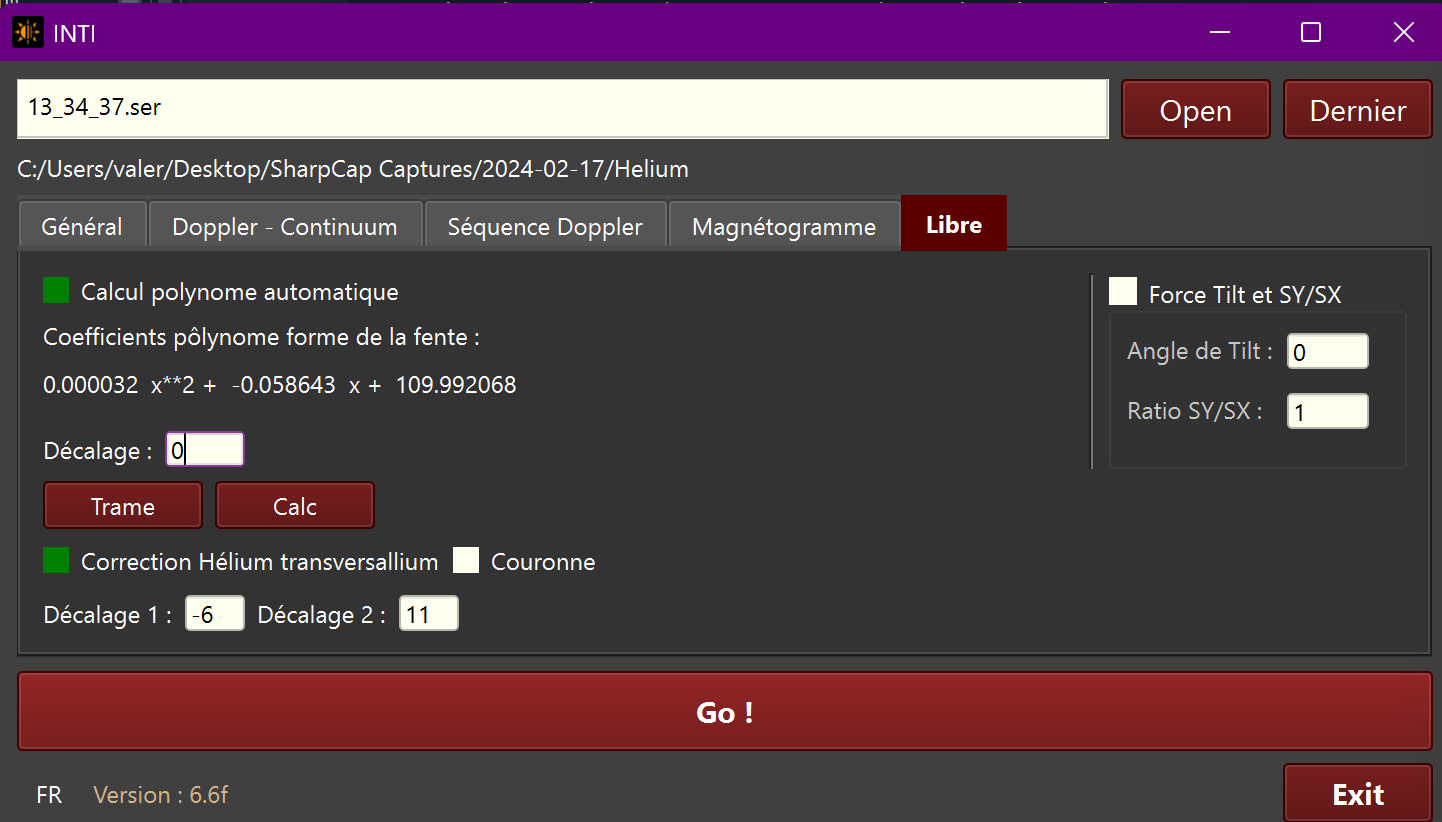 INTI
13_34_37.ser
Open
Dernier
C:/Users/valer/Desktop/SharpCap Captures/2024-02-17/Helium
Général
Doppler - Continuum
Séquence Doppler
Magnétogramme
Libre
Calcul polynome automatique
Coefficients pôlynome forme de la fente :
0.000032 x**2 + -0.058643 x + 109.992068
Décalage : 0
Trame
Calc
Correction Hélium transversallium
Couronne
Décalage 1 : -6 Décalage 2 : 11
Force Tilt et SY/SX
Angle de Tilt : 0
Ratio SY/SX : 1
Go !
FR
Version : 6.6f
Exit